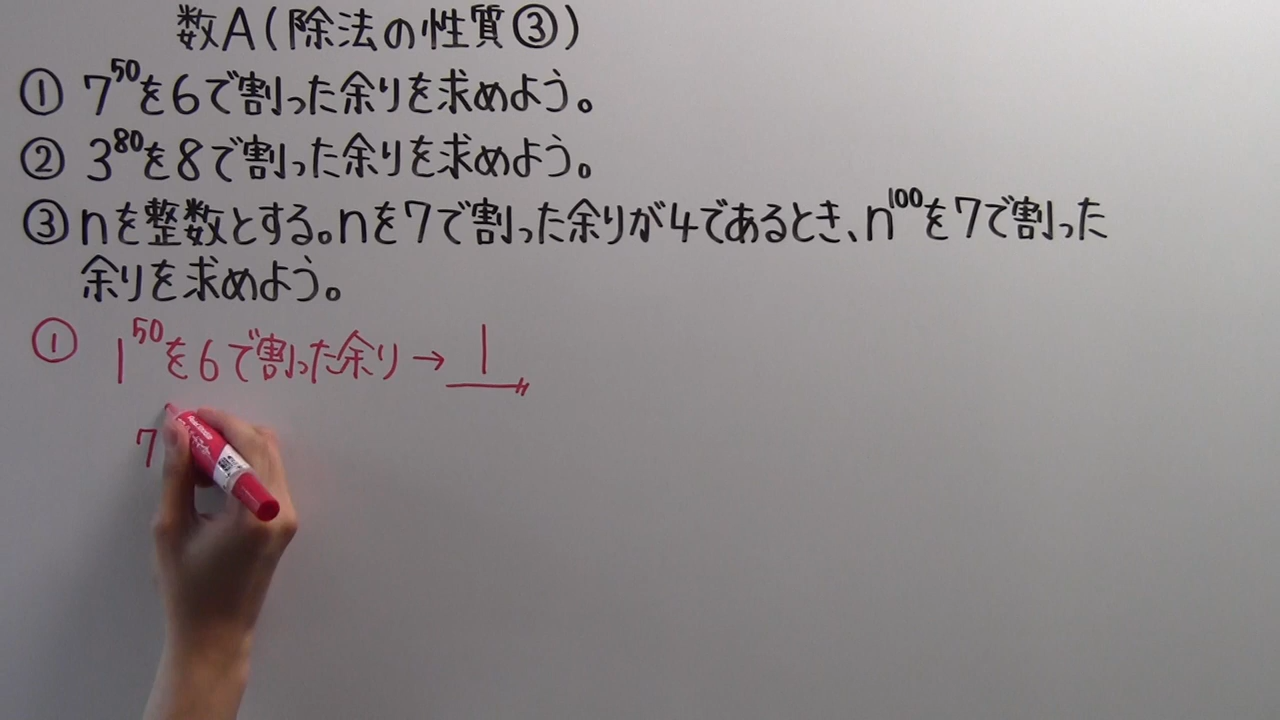 数A(除法の性質③)
① 7^50を6で割った余りを求めよう。
② 3^80を8で割った余りを求めよう。
③ nを整数とする。nを7で割った余りが4であるとき、n^100を7で割った
余りを求めよう。
① 1^50を6で割った余り→1
7